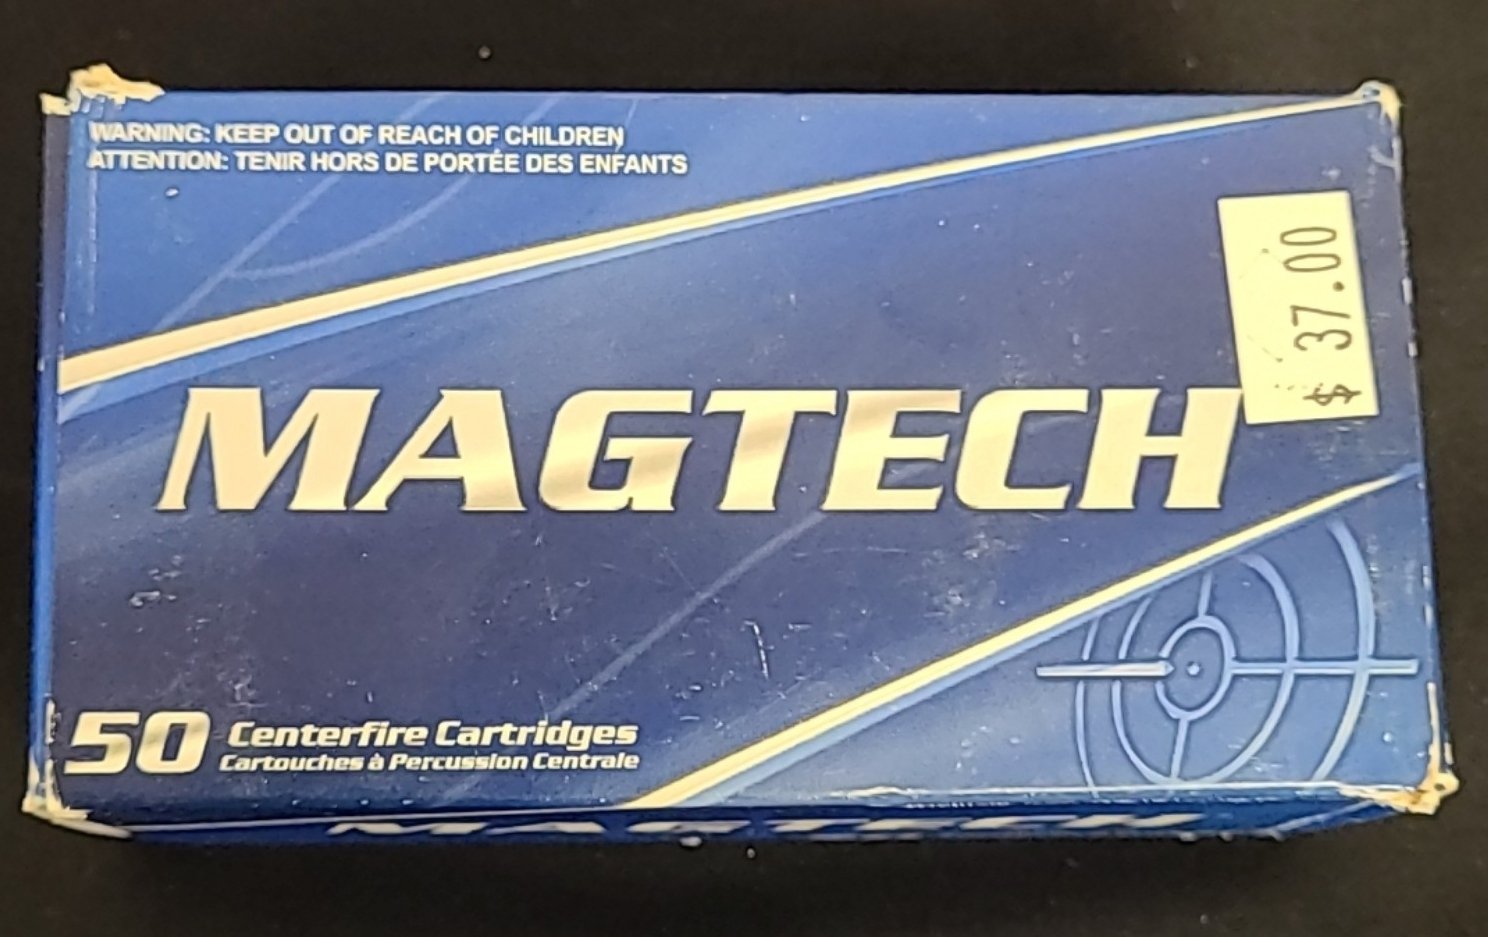 WARNING: KEEP OUT OF REACH OF CHILDREN
ATTENTION: TENIR HORS DE PORTÉE DES ENFANTS
$ 37.00
MAGTECH
50 Centerfire Cartridges
Cartouches à Percussion Centrale
MAGTECH